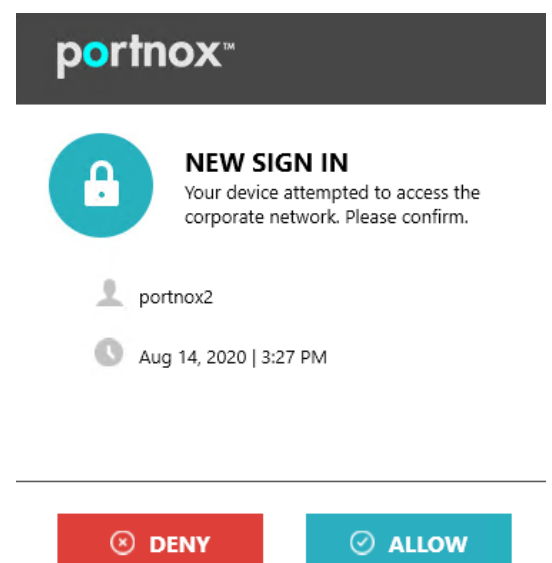 portnox™
NEW SIGN IN
Your device attempted to access the
corporate network. Please confirm.
portnox2
Aug 14, 2020 | 3:27 PM
DENY
ALLOW